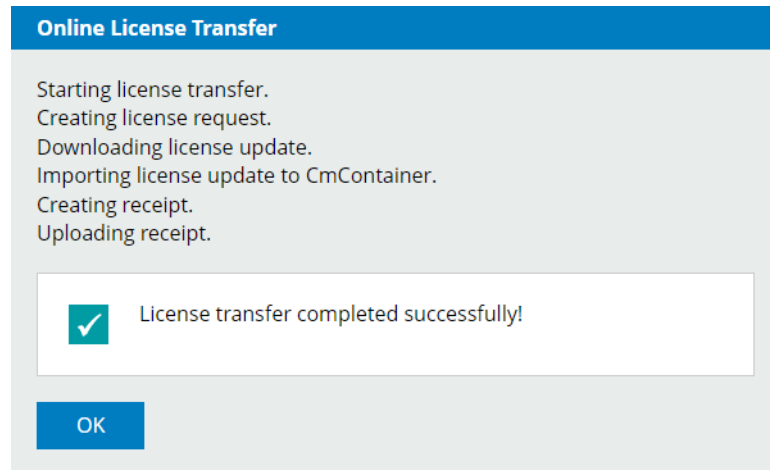 Online License Transfer
Starting license transfer.
Creating license request.
Downloading license update.
Importing license update to CmContainer.
Creating receipt.
Uploading receipt.
License transfer completed successfully!
OK